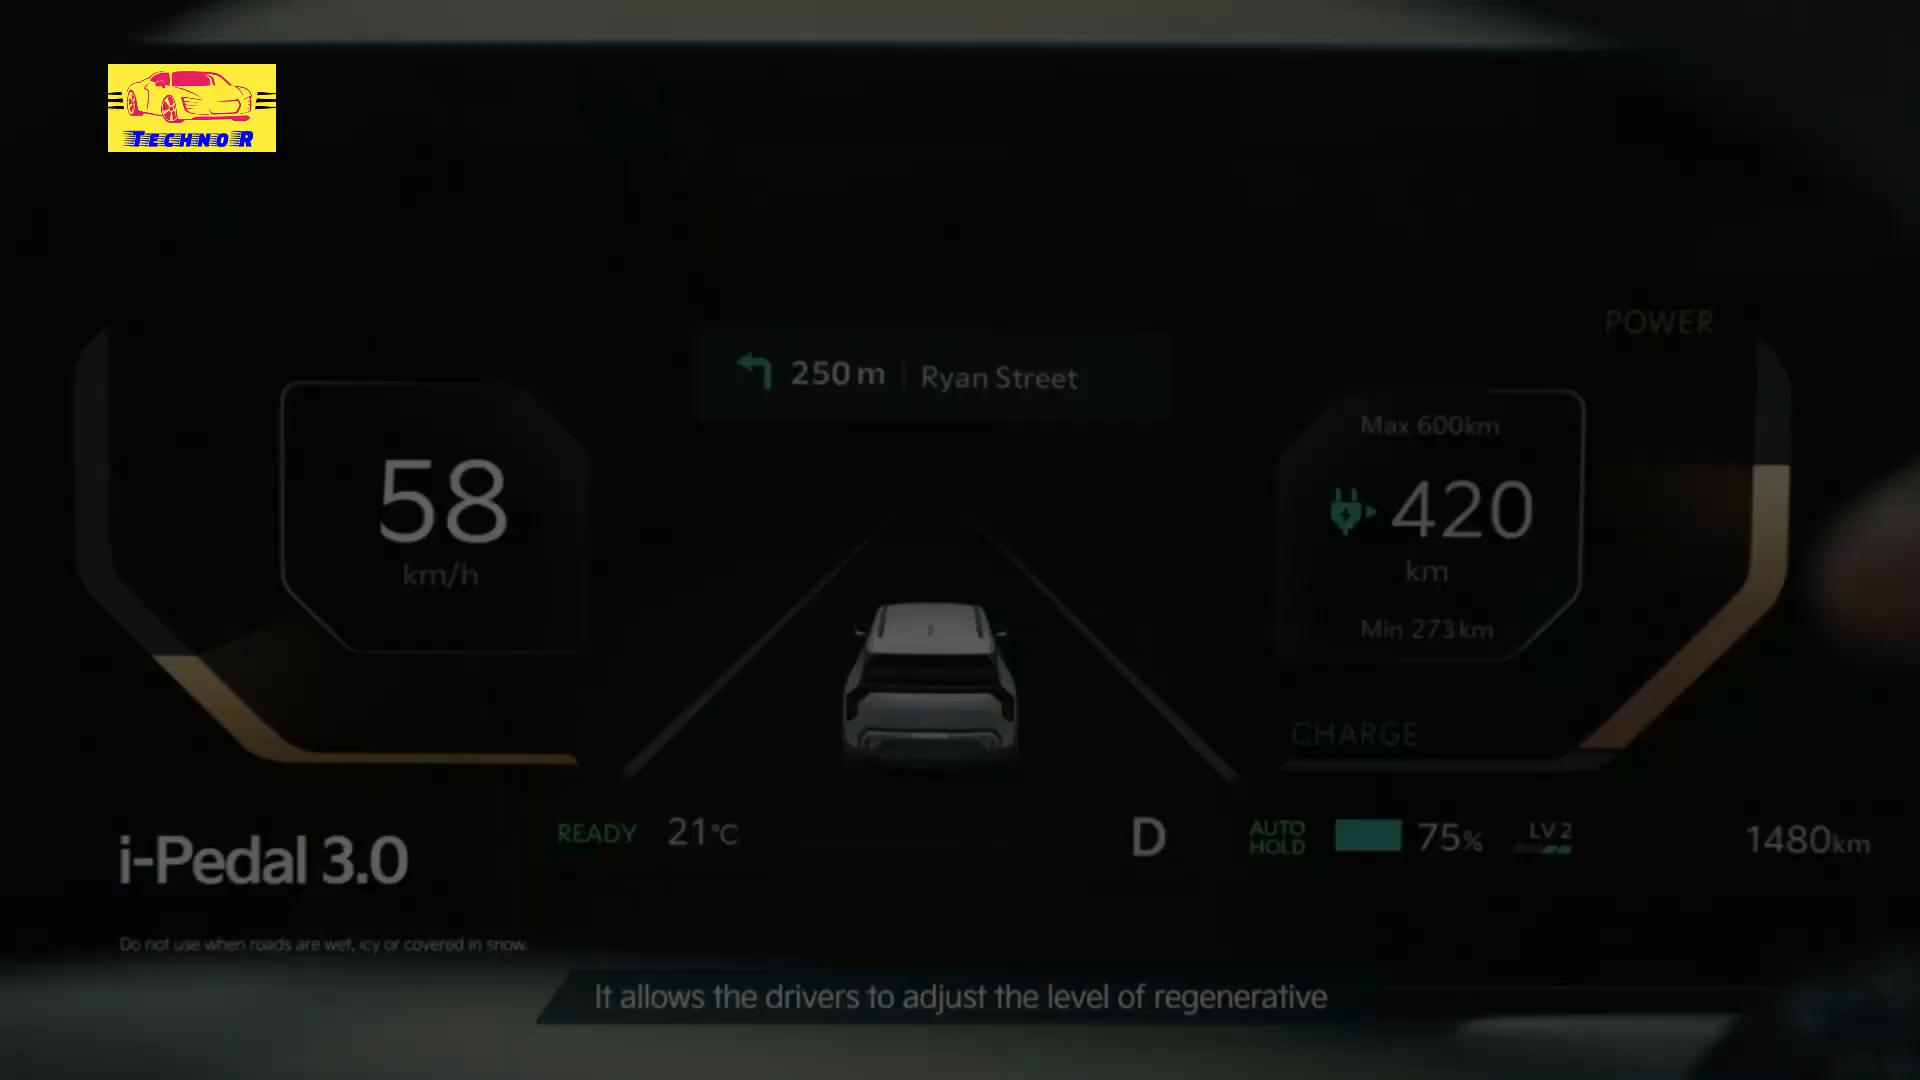 TECHNO R
POWER
250 m | Ryan Street
Max 600km
58
420
km/h
km
Min 273km
CHARGE
READY 21°C
D
AUTO HOLD
75%
LV 2
1480km
i-Pedal 3.0
Do not use when roads are wet, icy or covered in snow.
It allows the drivers to adjust the level of regenerative